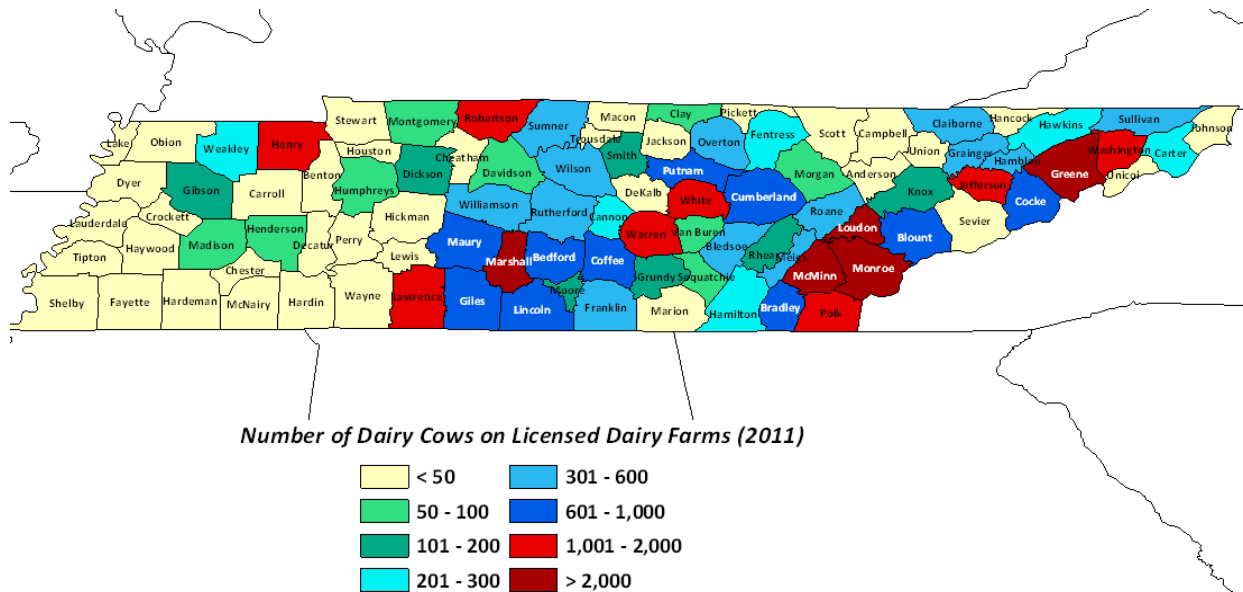 Stewart
Montgomery
Robertson
Sumner
Macon
Clay
Pickett
Lake
Obion
Weakley
Henry
Houston
Cheatham
Trousdale
Smith
Jackson
Overton
Fentress
Scott
Campbell
Claiborne
Hancock
Hawkins
Sullivan
Johnson
Dyer
Gibson
Carroll
Benton
Humphreys
Dickson
Davidson
Wilson
DeKalb
Putnam
Morgan
Anderson
Union
Grainger
Hamblen
Greene
Washington
Carter
Unicoi
Lauderdale
Crockett
Madison
Henderson
Decatur
Perry
Hickman
Williamson
Rutherford
Cannon
Warren
White
Van Buren
Cumberland
Roane
Knox
Jefferson
Cocke
Sevier
Tipton
Haywood
Chester
Lewis
Maury
Marshall
Bedford
Coffee
Grundy
Sequatchie
Bledsoe
Rhea
Meigs
Loudon
Blount
McMinn
Monroe
Shelby
Fayette
Hardeman
McNairy
Hardin
Wayne
Lawrence
Giles
Lincoln
Moore
Franklin
Marion
Hamilton
Bradley
Polk
Number of Dairy Cows on Licensed Dairy Farms (2011)
< 50
50 - 100
101 - 200
201 - 300
301 - 600
601 - 1,000
1,001 - 2,000
> 2,000